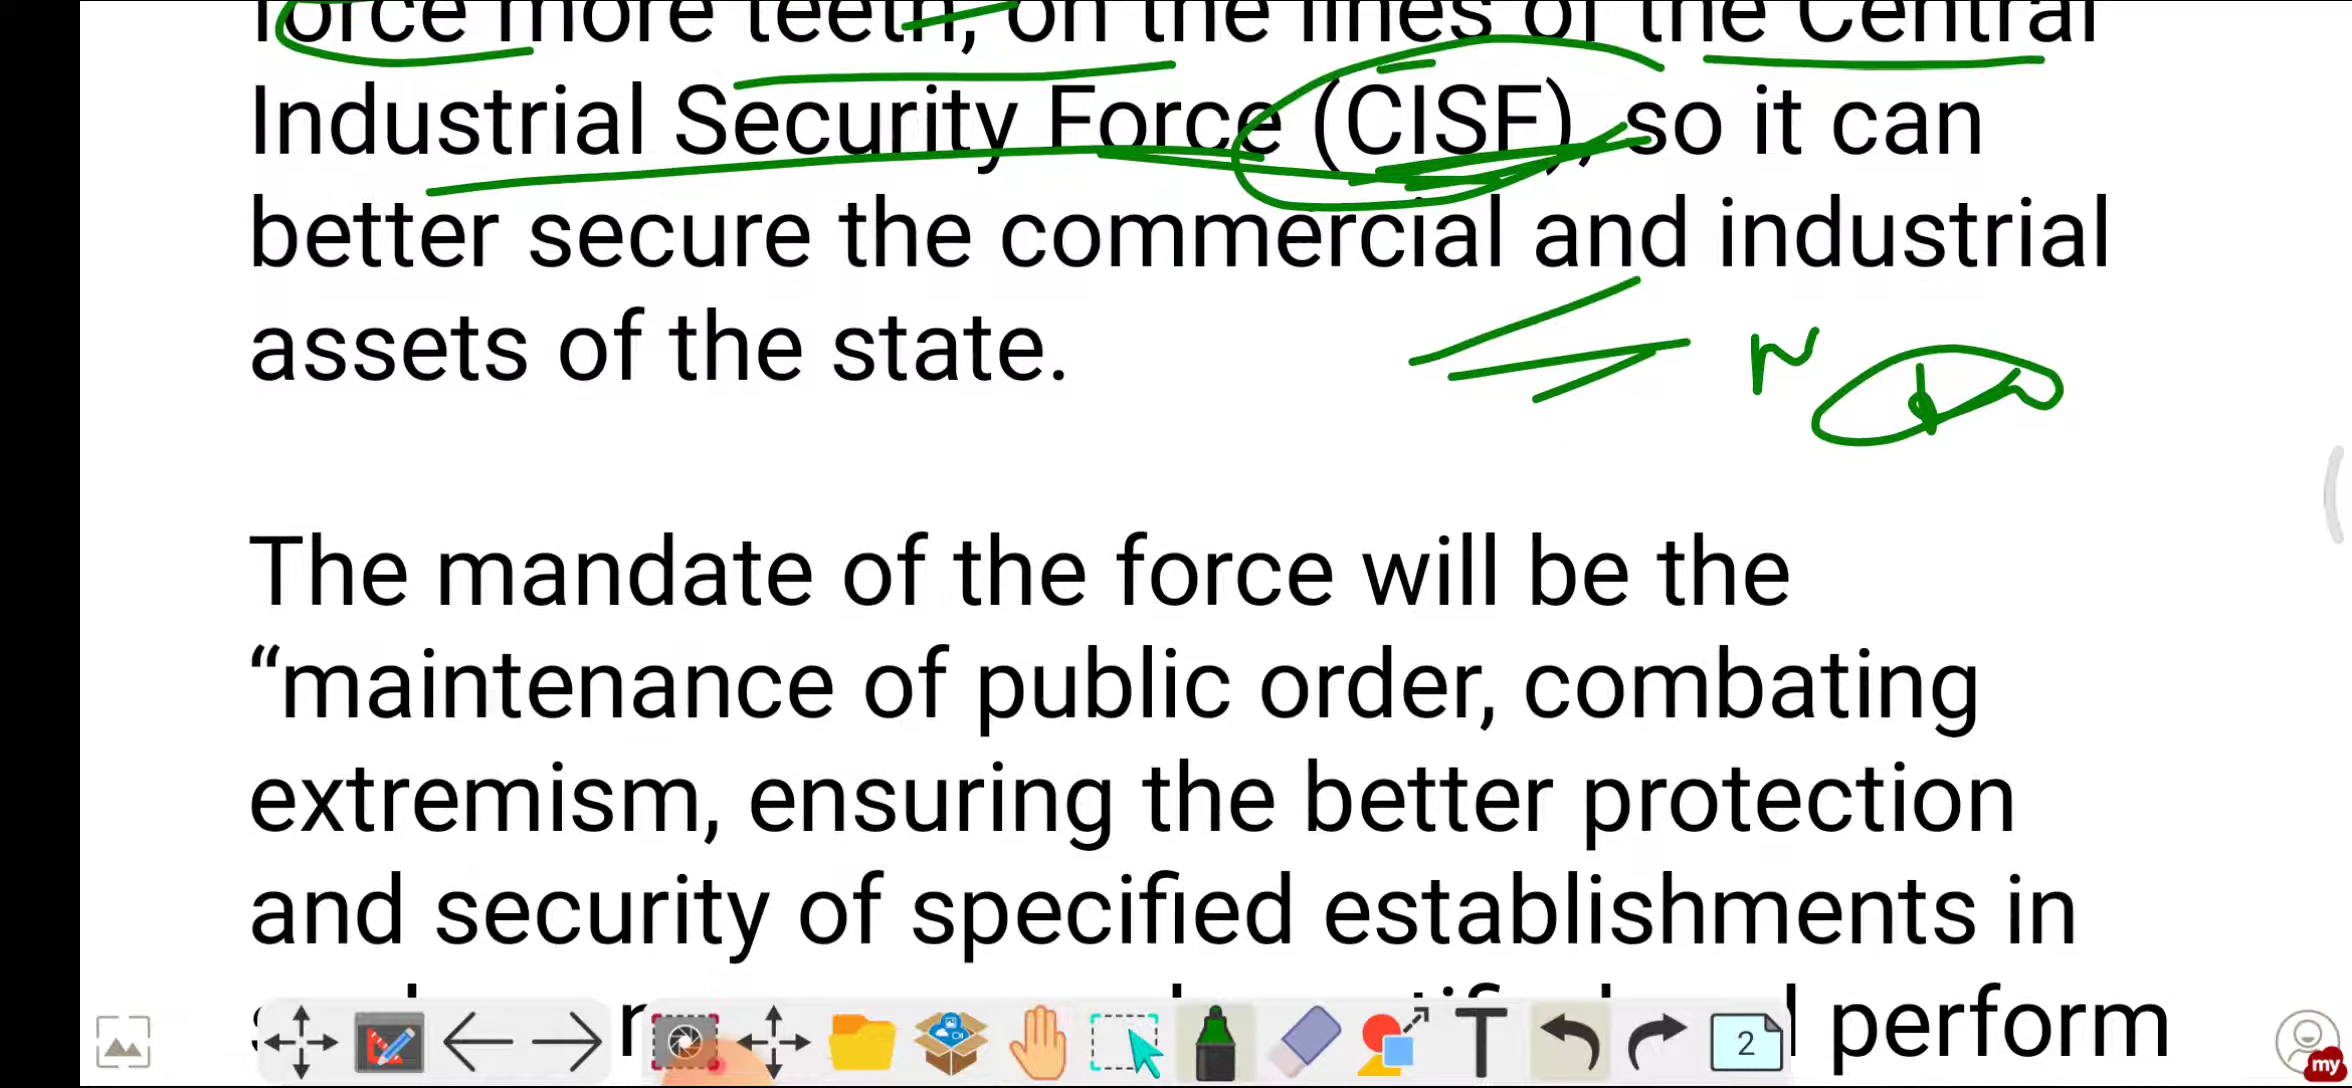 force more teeth, on the lines of the Central
Industrial Security Force (CISF), so it can
better secure the commercial and industrial
assets of the state.
The mandate of the force will be the
“maintenance of public order, combating
extremism, ensuring the better protection
and security of specified establishments in
perform
T
2
my